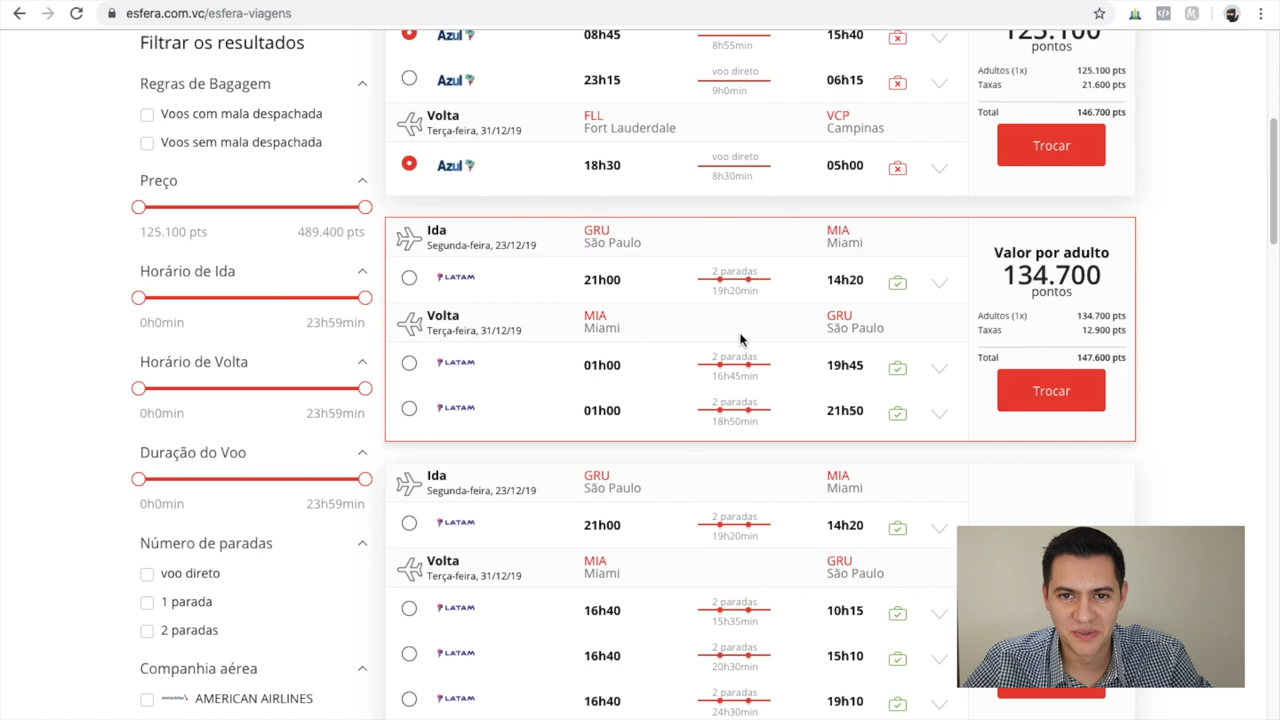 esfera.com.vc/esfera-viagens
Filtrar os resultados
Regras de Bagagem
Voos com mala despachada
Voos sem mala despachada
Preço
125.100 pts 489.400 pts
Horário de Ida
0h0min 23h59min
Horário de Volta
0h0min 23h59min
Duração do Voo
0h0min 23h59min
Número de paradas
voo direto
1 parada
2 paradas
Companhia aérea
AMERICAN AIRLINES
Azul 08h45 8h55min 15h40
voo direto
Azul 23h15 06h15
9h0min
Volta FLL VCP
Terça-feira, 31/12/19 Fort Lauderdale Campinas
voo direto
Azul 18h30 05h00
8h30min
125.100
pontos
Adultos (1x) 125.100 pts
Taxas 21.600 pts
Total 146.700 pts
Trocar
Ida GRU MIA
Segunda-feira, 23/12/19 São Paulo Miami
2 paradas
LATAM 21h00 14h20
19h20min
Volta MIA GRU
Terça-feira, 31/12/19 Miami São Paulo
2 paradas
LATAM 01h00 19h45
16h45min
2 paradas
LATAM 01h00 21h50
18h50min
Valor por adulto
134.700
pontos
Adultos (1x) 134.700 pts
Taxas 12.900 pts
Total 147.600 pts
Trocar
Ida GRU MIA
Segunda-feira, 23/12/19 São Paulo Miami
2 paradas
LATAM 21h00 14h20
19h20min
Volta MIA GRU
Terça-feira, 31/12/19 Miami São Paulo
2 paradas
LATAM 16h40 10h15
15h35min
2 paradas
LATAM 16h40 15h10
20h30min
2 paradas
LATAM 16h40 19h10
24h30min